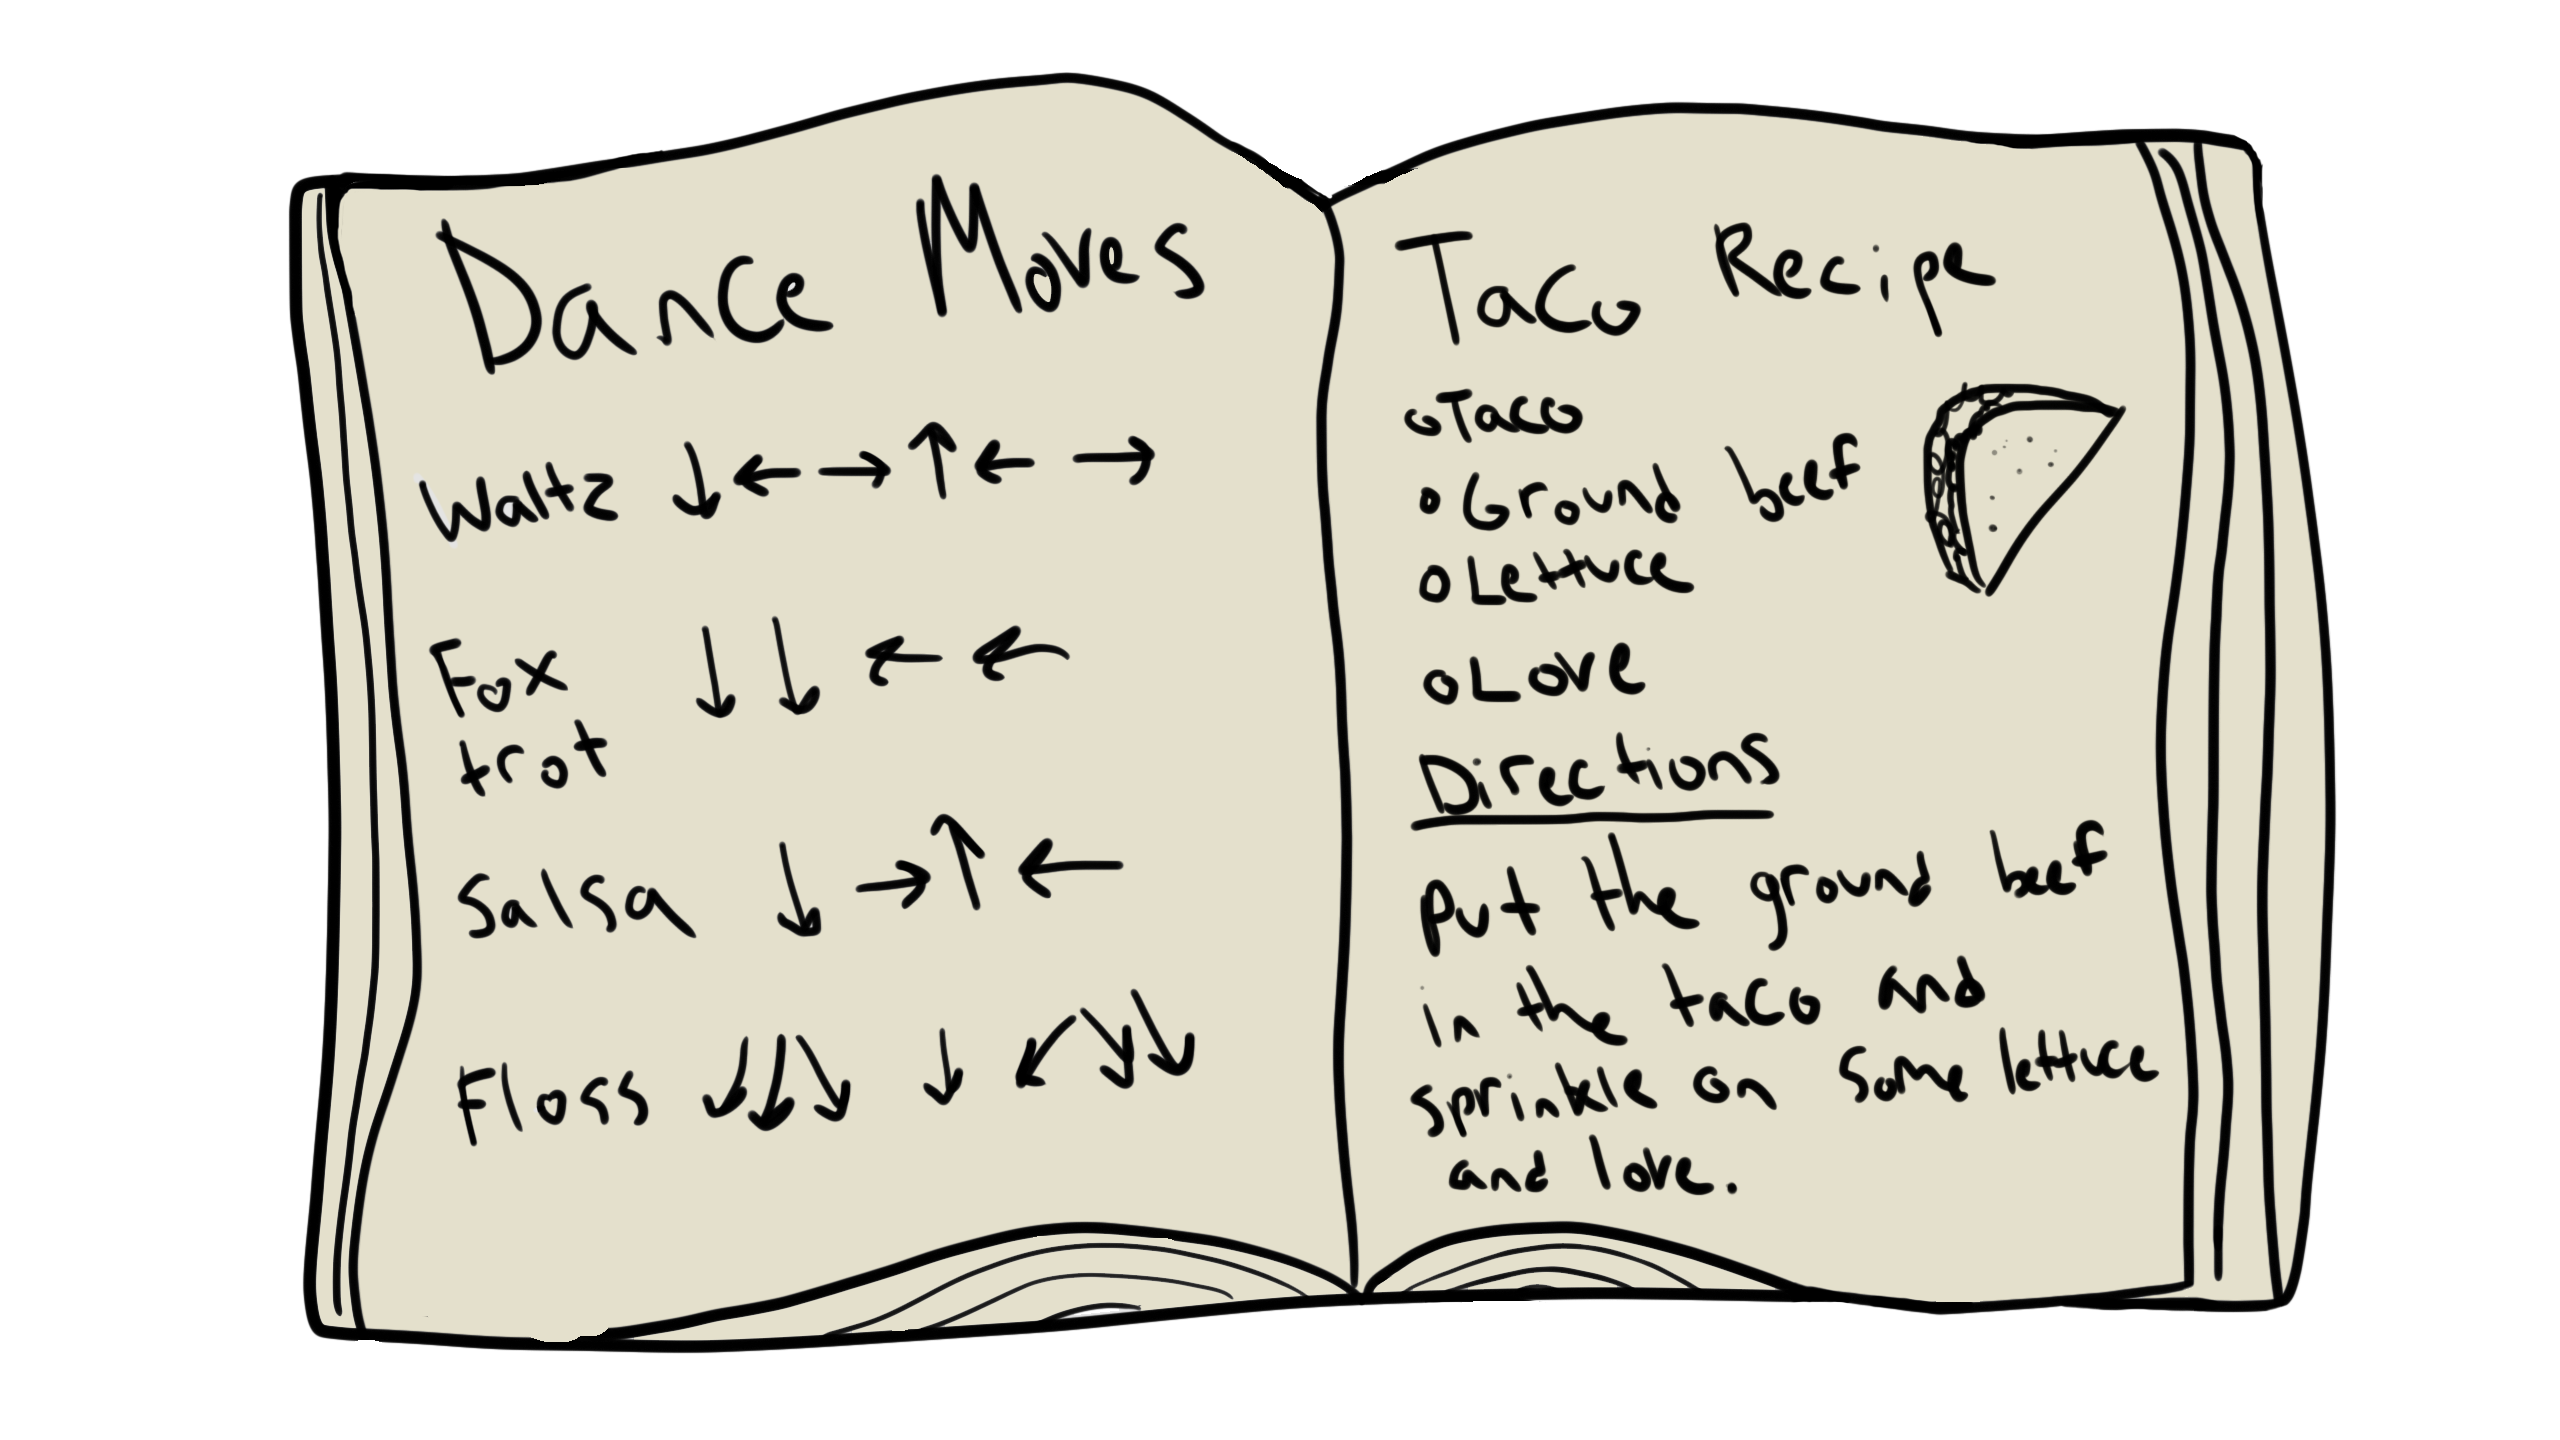 Dance Moves
Waltz ↓ ← → ↑ ← →
Fox ↓ ↓ ← ←
trot
Salsa ↓ → ↑ ←
Floss ↙ ↓ ↘ ↓ ↙ ↘ ↘
Taco Recipe
o Taco
o Ground beef
o Lettuce
o Love
Directions
Put the ground beef
in the taco and
sprinkle on some lettuce
and love.